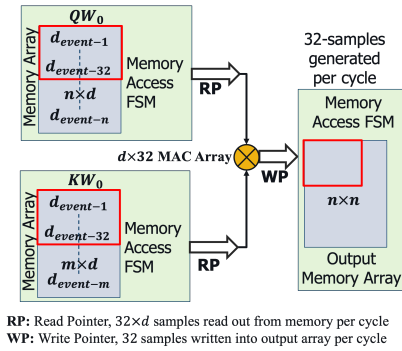 QW₀
Memory Array
d_event-1
d_event-32
n×d
d_event-n
Memory
Access
FSM
RP
32-samples
generated
per cycle
Memory
Access FSM
d×32 MAC Array
WP
n×n
Output
Memory Array
KW₀
Memory Array
d_event-1
d_event-32
m×d
d_event-m
Memory
Access
FSM
RP
RP: Read Pointer, 32×d samples read out from memory per cycle
WP: Write Pointer, 32 samples written into output array per cycle